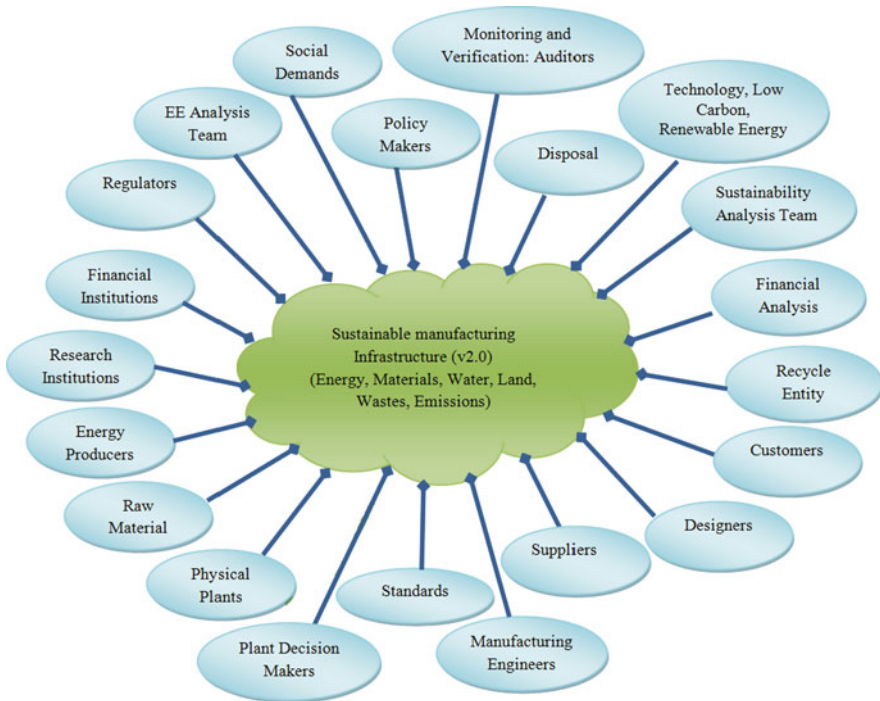 Social
Demands
Monitoring and
Verification: Auditors
Technology, Low
Carbon,
Renewable Energy
EE Analysis
Team
Policy
Makers
Disposal
Regulators
Sustainability
Analysis Team
Financial
Institutions
Financial
Analysis
Sustainable manufacturing
Infrastructure (v2.0)
(Energy, Materials, Water, Land,
Wastes, Emissions)
Research
Institutions
Recycle
Entity
Energy
Producers
Customers
Raw
Material
Designers
Suppliers
Physical
Plants
Standards
Plant Decision
Makers
Manufacturing
Engineers